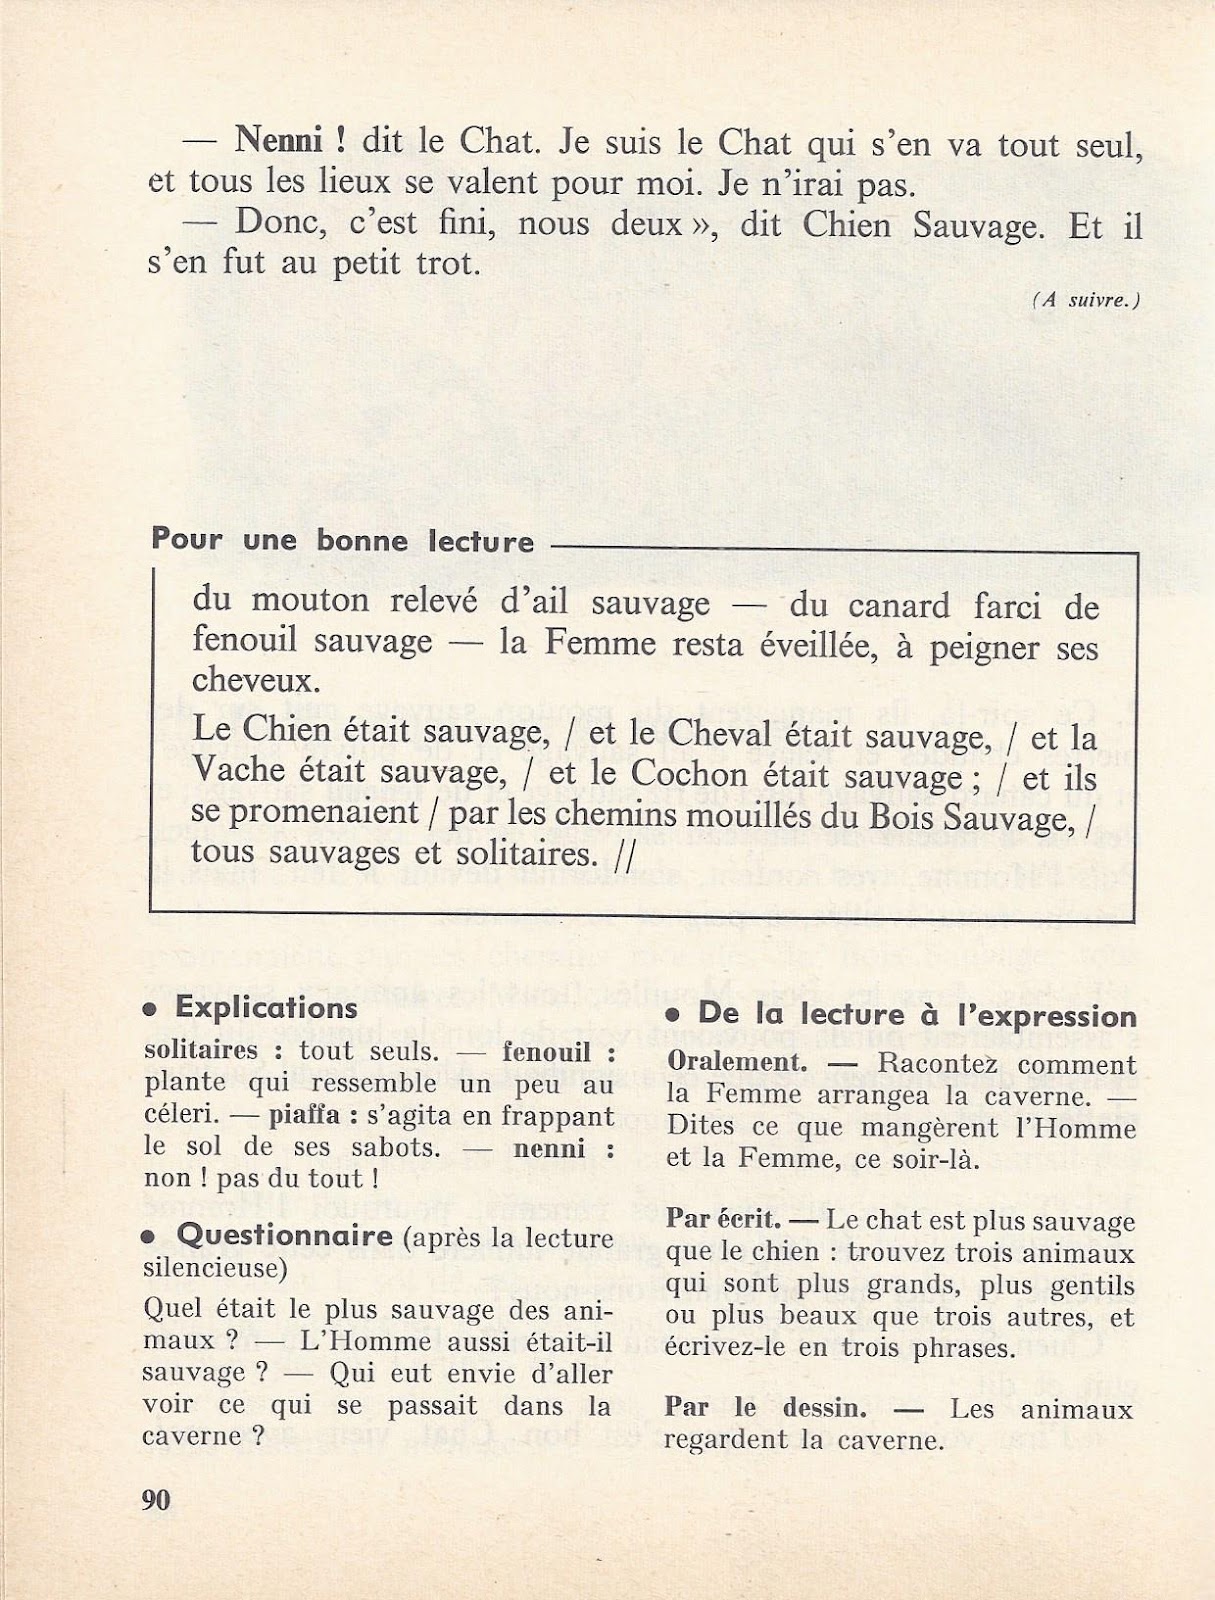 — Nenni ! dit le Chat. Je suis le Chat qui s'en va tout seul,
et tous les lieux se valent pour moi. Je n'irai pas.
— Donc, c'est fini, nous deux », dit Chien Sauvage. Et il
s'en fut au petit trot.
(A suivre.)
Pour une bonne lecture
du mouton relevé d'ail sauvage — du canard farci de
fenouil sauvage — la Femme resta éveillée, à peigner ses
cheveux.
Le Chien était sauvage, / et le Cheval était sauvage, / et la
Vache était sauvage, / et le Cochon était sauvage ; / et ils
se promenaient / par les chemins mouillés du Bois Sauvage, /
tous sauvages et solitaires. //
• Explications
solitaires : tout seuls. — fenouil :
plante qui ressemble un peu au
céleri. — piaffa : s'agita en frappant
le sol de ses sabots. — nenni :
non ! pas du tout !
• Questionnaire (après la lecture
silencieuse)
Quel était le plus sauvage des ani-
maux ? — L'Homme aussi était-il
sauvage ? — Qui eut envie d'aller
voir ce qui se passait dans la
caverne ?
• De la lecture à l'expression
Oralement. — Racontez comment
la Femme arrangea la caverne. —
Dites ce que mangèrent l'Homme
et la Femme, ce soir-là.
Par écrit. — Le chat est plus sauvage
que le chien : trouvez trois animaux
qui sont plus grands, plus gentils
ou plus beaux que trois autres, et
écrivez-le en trois phrases.
Par le dessin. — Les animaux
regardent la caverne.
90